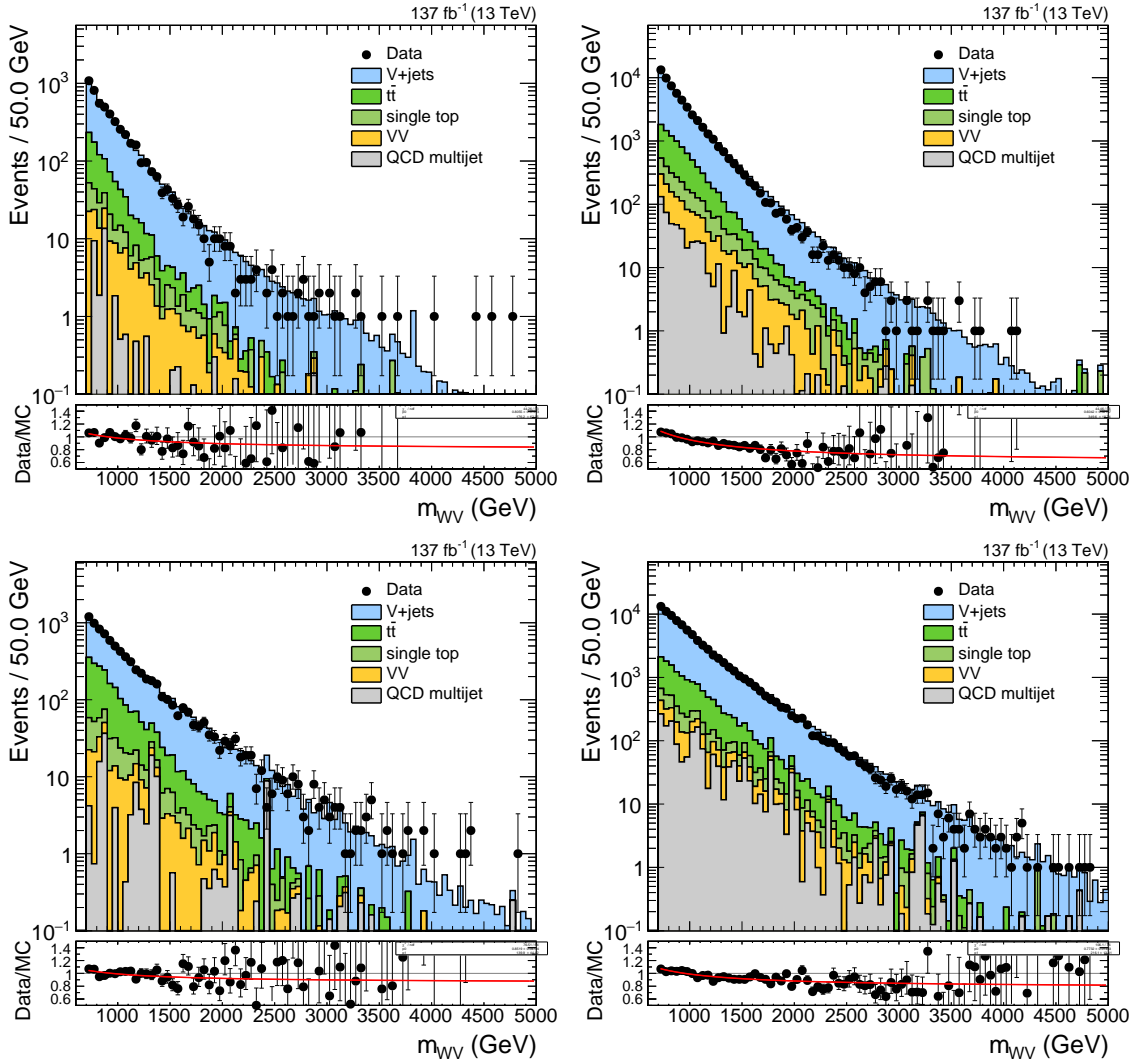 137 fb⁻¹ (13 TeV)
Events / 50.0 GeV
10³
10²
10
1
10⁻¹
Data
V+jets
tt̄
single top
VV
QCD multijet
Data/MC
1.4
1.2
1
0.8
0.6
1000 1500 2000 2500 3000 3500 4000 4500 5000
m_WV (GeV)
137 fb⁻¹ (13 TeV)
Events / 50.0 GeV
10⁴
10³
10²
10
1
10⁻¹
Data
V+jets
tt̄
single top
VV
QCD multijet
Data/MC
1.4
1.2
1
0.8
0.6
1000 1500 2000 2500 3000 3500 4000 4500 5000
m_WV (GeV)
137 fb⁻¹ (13 TeV)
Events / 50.0 GeV
10³
10²
10
1
10⁻¹
Data
V+jets
tt̄
single top
VV
QCD multijet
Data/MC
1.4
1.2
1
0.8
0.6
1000 1500 2000 2500 3000 3500 4000 4500 5000
m_WV (GeV)
137 fb⁻¹ (13 TeV)
Events / 50.0 GeV
10⁴
10³
10²
10
1
10⁻¹
Data
V+jets
tt̄
single top
VV
QCD multijet
Data/MC
1.4
1.2
1
0.8
0.6
1000 1500 2000 2500 3000 3500 4000 4500 5000
m_WV (GeV)